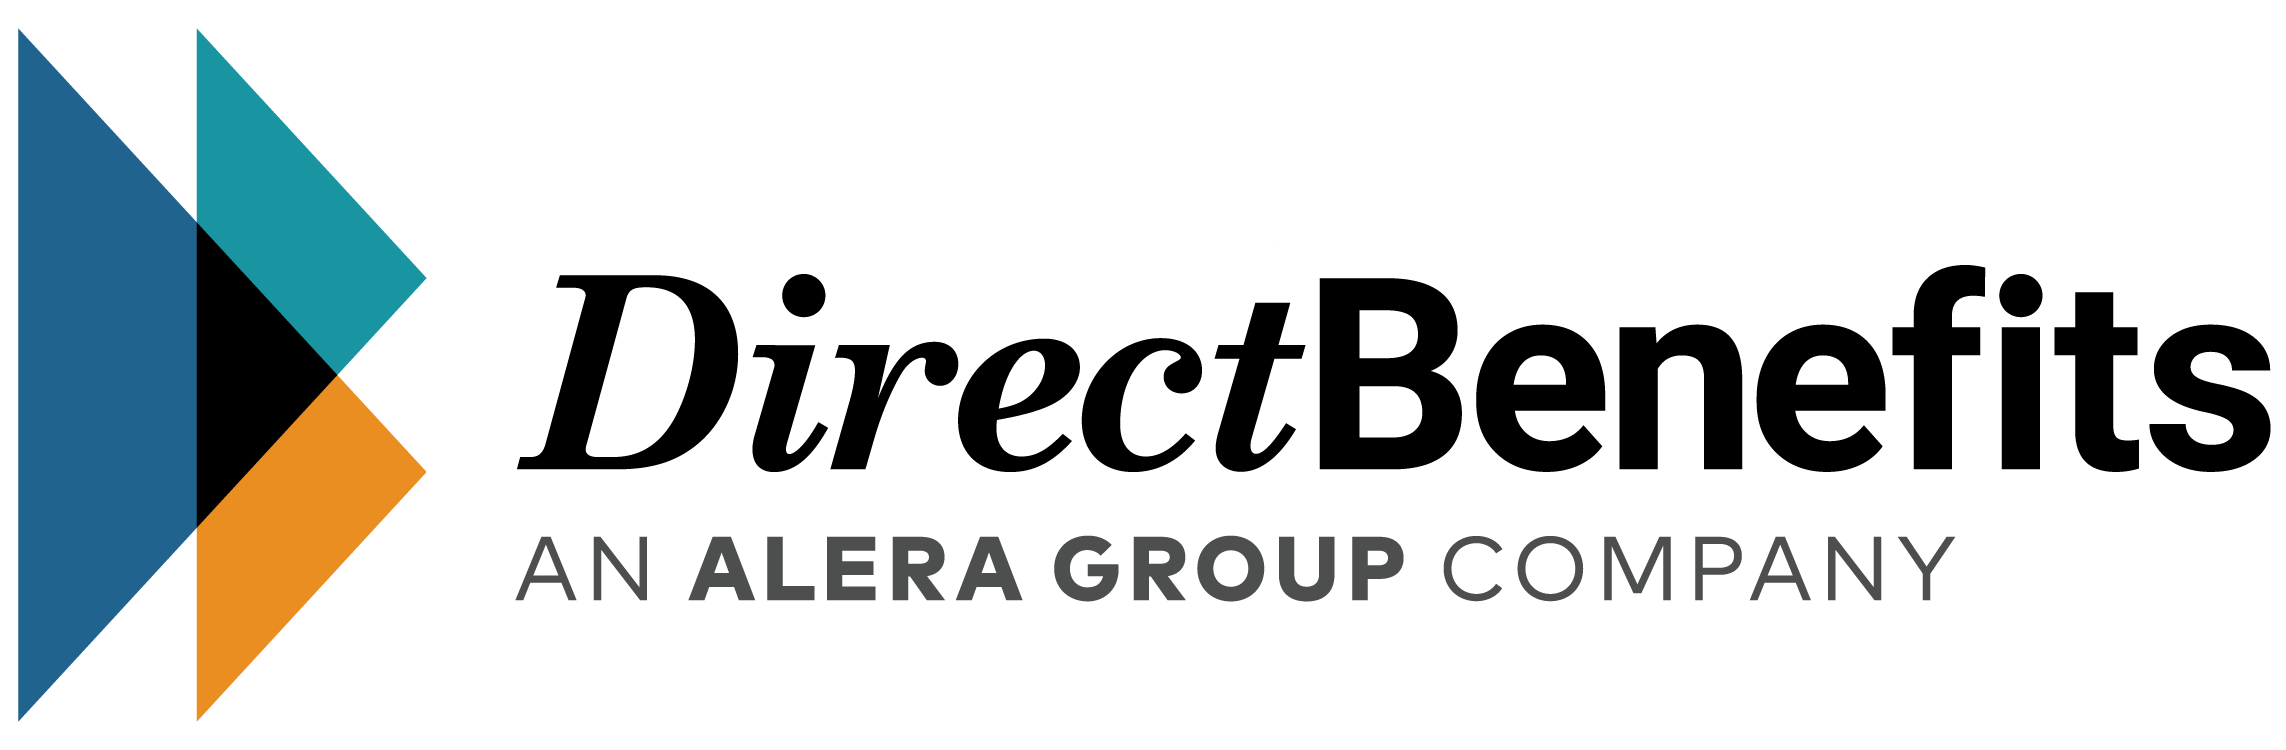 DirectBenefits
AN ALERA GROUP COMPANY